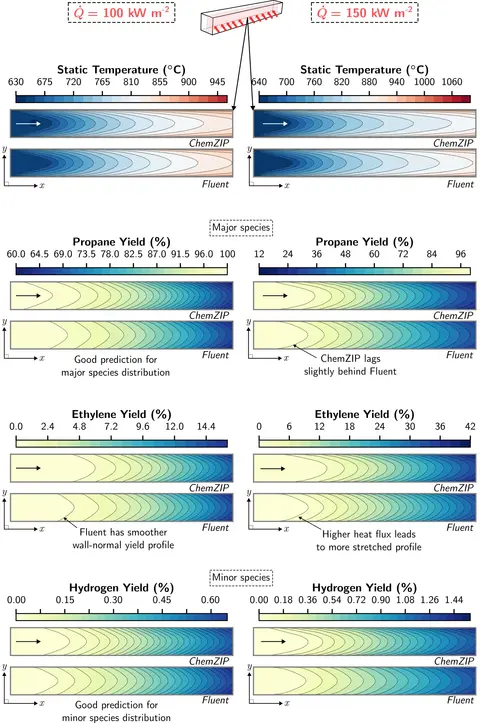 Q̇ = 100 kW m⁻²
Q̇ = 150 kW m⁻²
Static Temperature (°C)
630 675 720 765 810 855 900 945
ChemZIP
y
x
Fluent
Static Temperature (°C)
640 700 760 820 880 940 1000 1060
ChemZIP
y
x
Fluent
Major species
Propane Yield (%)
60.0 64.5 69.0 73.5 78.0 82.5 87.0 91.5 96.0 100
ChemZIP
y
x
Fluent
Good prediction for
major species distribution
Propane Yield (%)
12 24 36 48 60 72 84 96
ChemZIP
y
x
Fluent
ChemZIP lags
slightly behind Fluent
Ethylene Yield (%)
0.0 2.4 4.8 7.2 9.6 12.0 14.4
ChemZIP
y
x
Fluent
Fluent has smoother
wall-normal yield profile
Ethylene Yield (%)
0 6 12 18 24 30 36 42
ChemZIP
y
x
Fluent
Higher heat flux leads
to more stretched profile
Minor species
Hydrogen Yield (%)
0.00 0.15 0.30 0.45 0.60
ChemZIP
y
x
Fluent
Good prediction for
minor species distribution
Hydrogen Yield (%)
0.00 0.18 0.36 0.54 0.72 0.90 1.08 1.26 1.44
ChemZIP
y
x
Fluent